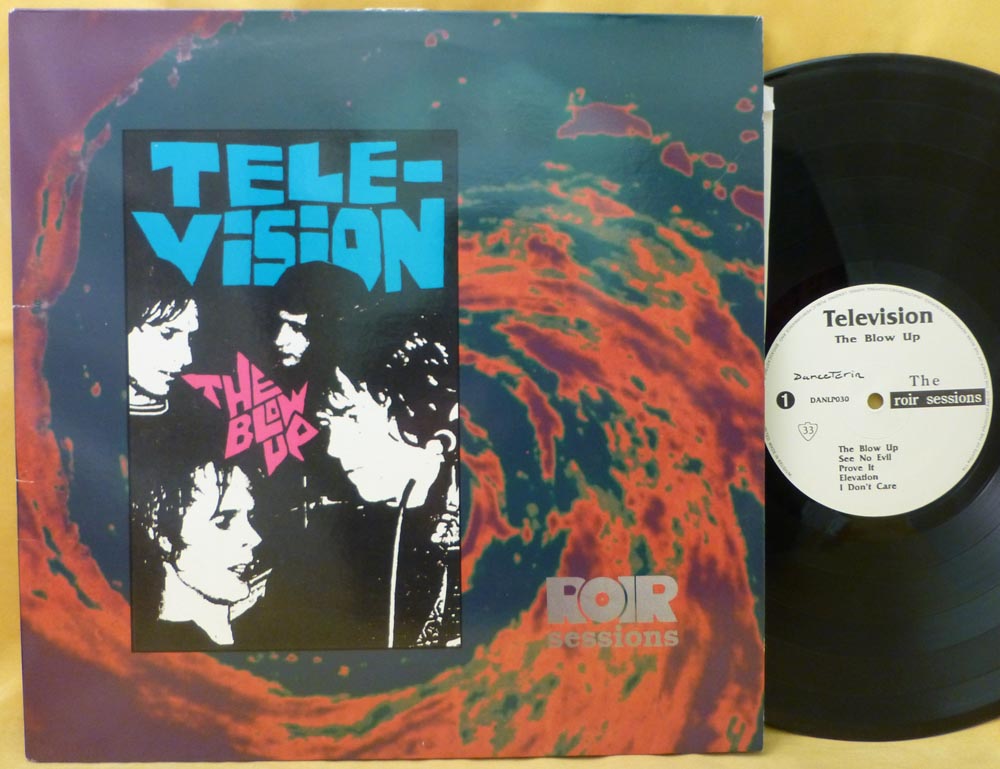 TELE-
VISION
THE
BLOW
UP
ROIR
sessions
Television
The Blow Up
DanceTeria
The
1
DANLP030
roir sessions
33
The Blow Up
See No Evil
Prove It
Elevation
I Don't Care